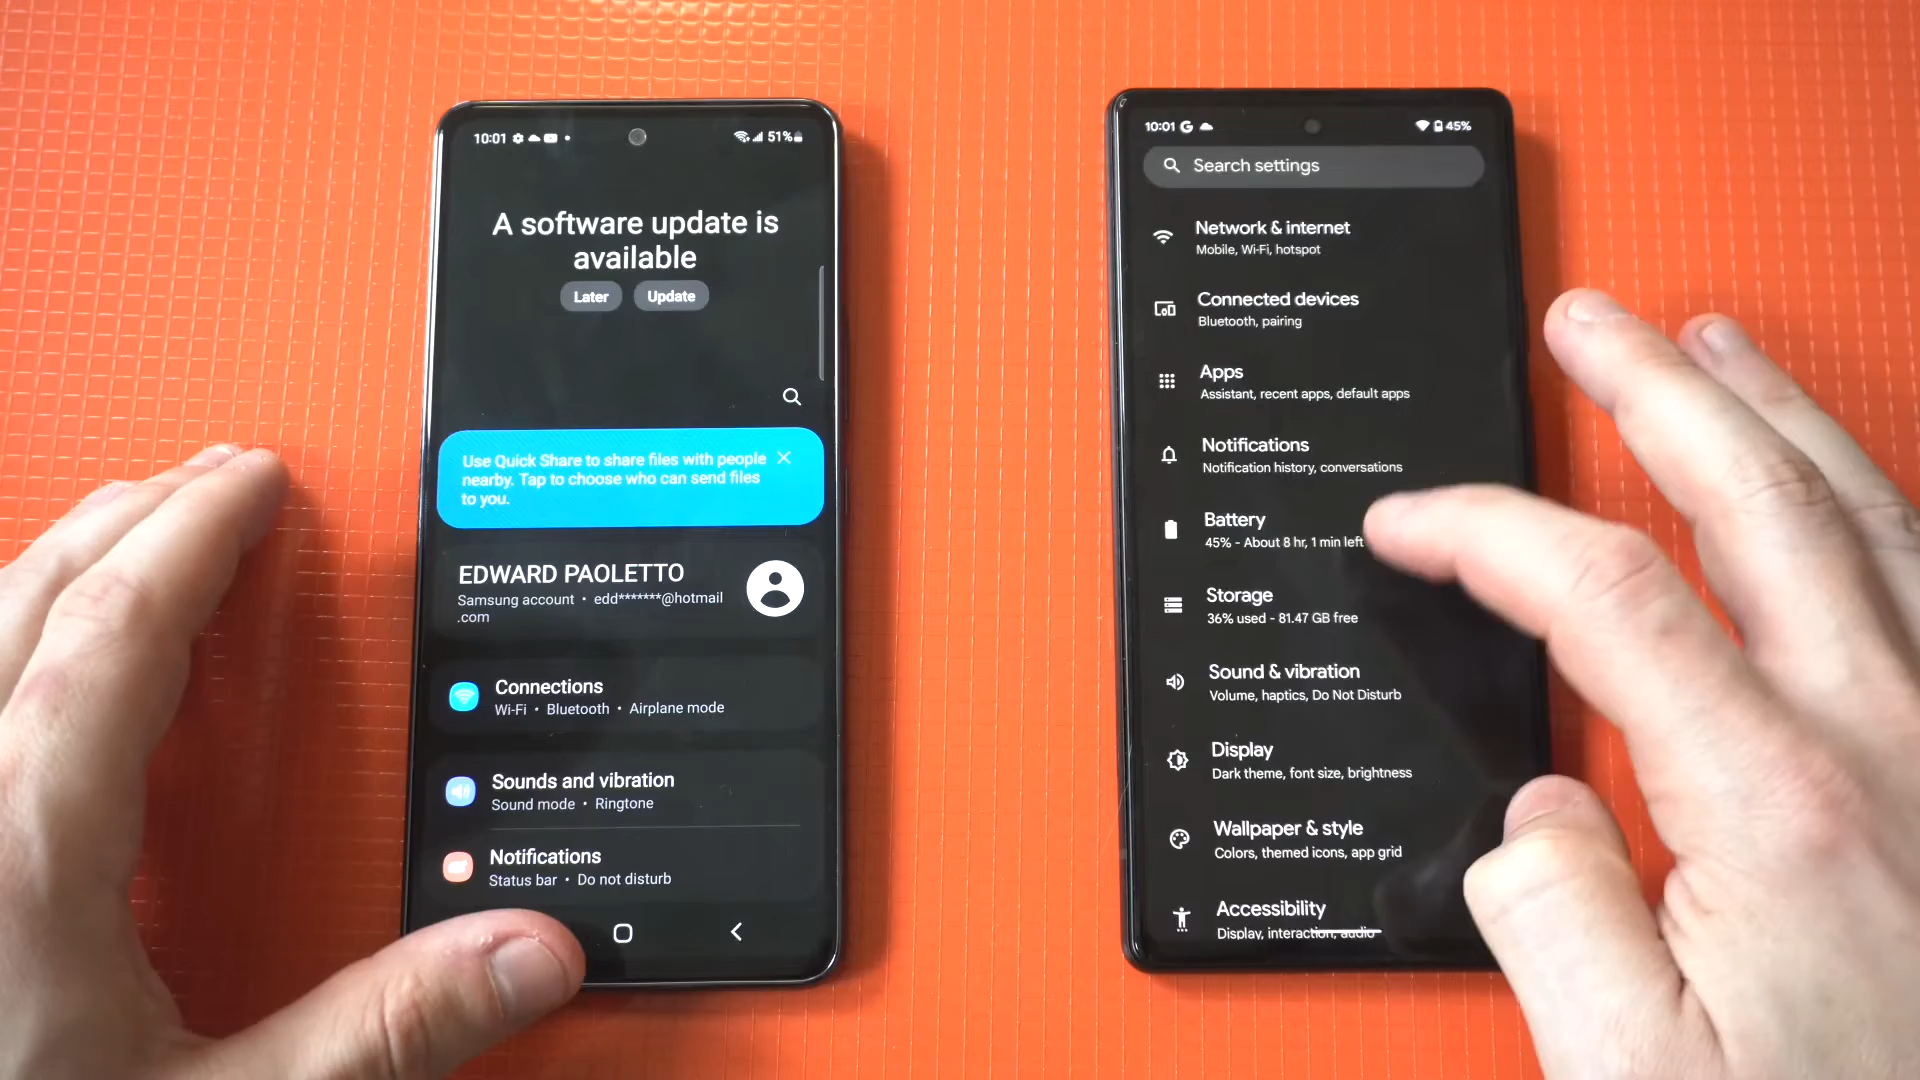 10:01
51%
A software update is
available
Later
Update
Use Quick Share to share files with people
nearby. Tap to choose who can send files
to you.
EDWARD PAOLETTO
Samsung account • edd*******@hotmail
.com
Connections
Wi-Fi • Bluetooth • Airplane mode
Sounds and vibration
Sound mode • Ringtone
Notifications
Status bar • Do not disturb
10:01 G
45%
Search settings
Network & internet
Mobile, Wi-Fi, hotspot
Connected devices
Bluetooth, pairing
Apps
Assistant, recent apps, default apps
Notifications
Notification history, conversations
Battery
45% - About 8 hr, 1 min left
Storage
36% used - 81.47 GB free
Sound & vibration
Volume, haptics, Do Not Disturb
Display
Dark theme, font size, brightness
Wallpaper & style
Colors, themed icons, app grid
Accessibility
Display, interaction, audio